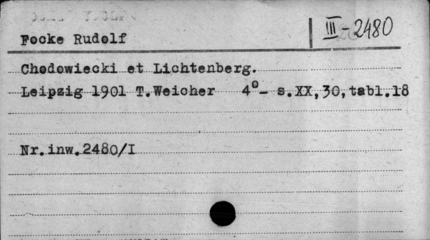 Focke Rudolf
III-2480
Chodowiecki et Lichtenberg.
Leipzig 1901 T.Weicher 4°- s.XX,30,tabl.18
Nr.inw.2480/I